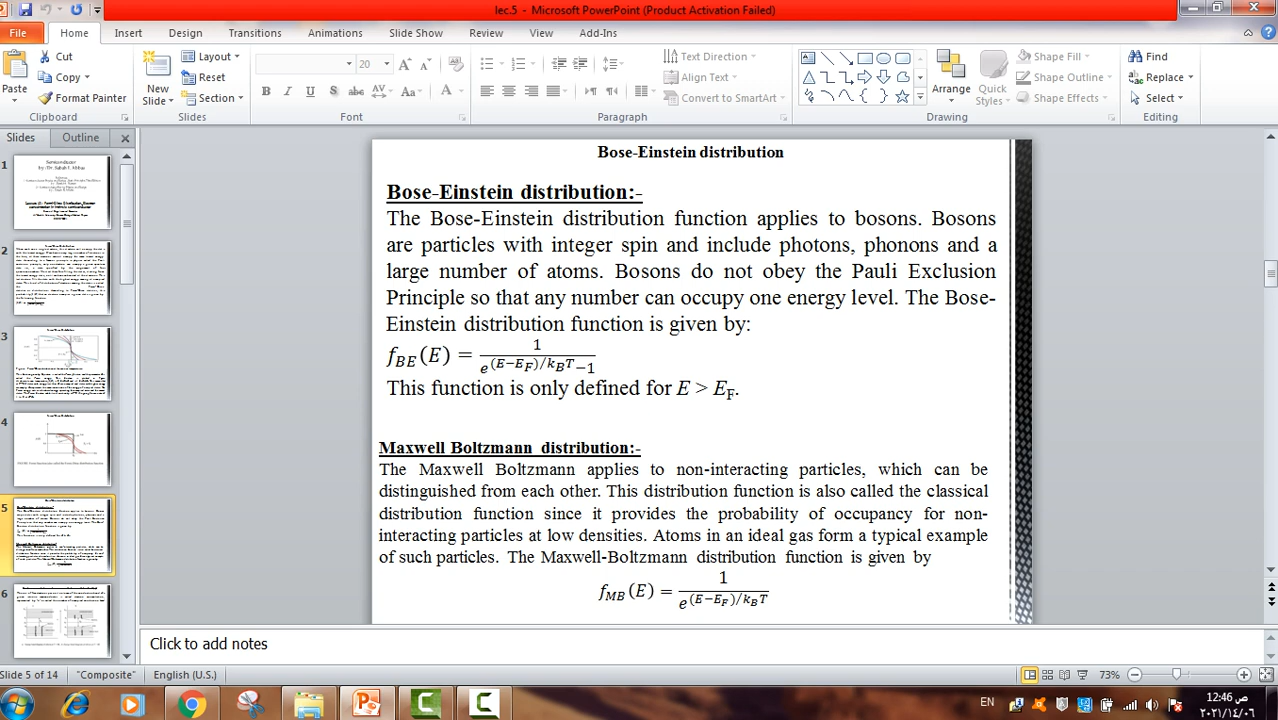 lec.5 - Microsoft PowerPoint (Product Activation Failed)
File Home Insert Design Transitions Animations Slide Show Review View Add-Ins
Paste
Cut
Copy
Format Painter
Clipboard
New Slide
Layout
Reset
Section
Slides
20
Font
Text Direction
Align Text
Convert to SmartArt
Paragraph
Arrange
Quick Styles
Shape Fill
Shape Outline
Shape Effects
Drawing
Find
Replace
Select
Editing
Slides Outline
1
2
3
4
5
6
Bose-Einstein distribution
Bose-Einstein distribution:-
The Bose-Einstein distribution function applies to bosons. Bosons
are particles with integer spin and include photons, phonons and a
large number of atoms. Bosons do not obey the Pauli Exclusion
Principle so that any number can occupy one energy level. The Bose-
Einstein distribution function is given by:
f_BE(E) = 1 / e^(E−E_F)/k_BT−1
This function is only defined for E > E_F.
Maxwell Boltzmann distribution:-
The Maxwell Boltzmann applies to non-interacting particles, which can be
distinguished from each other. This distribution function is also called the classical
distribution function since it provides the probability of occupancy for non-
interacting particles at low densities. Atoms in an ideal gas form a typical example
of such particles. The Maxwell-Boltzmann distribution function is given by
f_MB(E) = 1 / e^(E−E_F)/k_BT
Click to add notes
Slide 5 of 14 "Composite" English (U.S.) 73%
EN
12:46 ص
٢٠٢١/١٤/٠٦